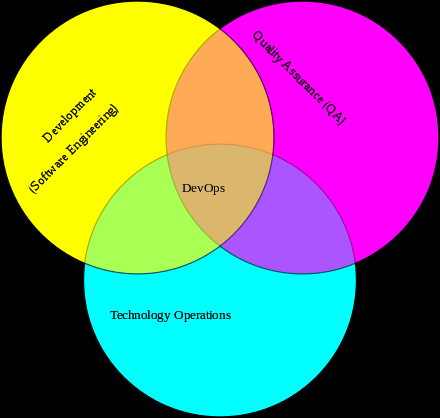 Development
(Software Engineering)
Quality Assurance (QA)
DevOps
Technology Operations